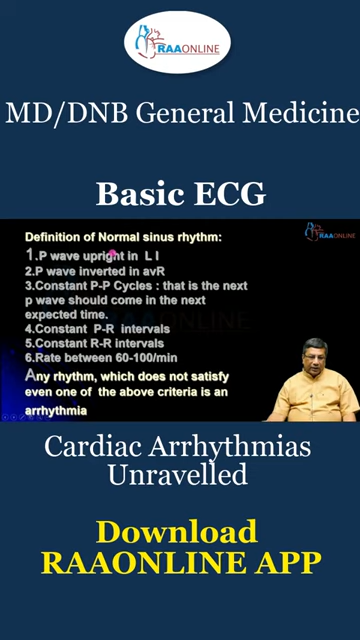 RAAONLINE
MD/DNB General Medicine
Basic ECG
RAAONLINE
Definition of Normal sinus rhythm:
1.P wave upright in L I
2.P wave inverted in avR
3.Constant P-P Cycles : that is the next
p wave should come in the next
expected time.
4.Constant P-R intervals
5.Constant R-R intervals
6.Rate between 60-100/min
Any rhythm, which does not satisfy
even one of the above criteria is an
arrhythmia
RAAONLINE
Cardiac Arrhythmias
Unravelled
Download
RAAONLINE APP